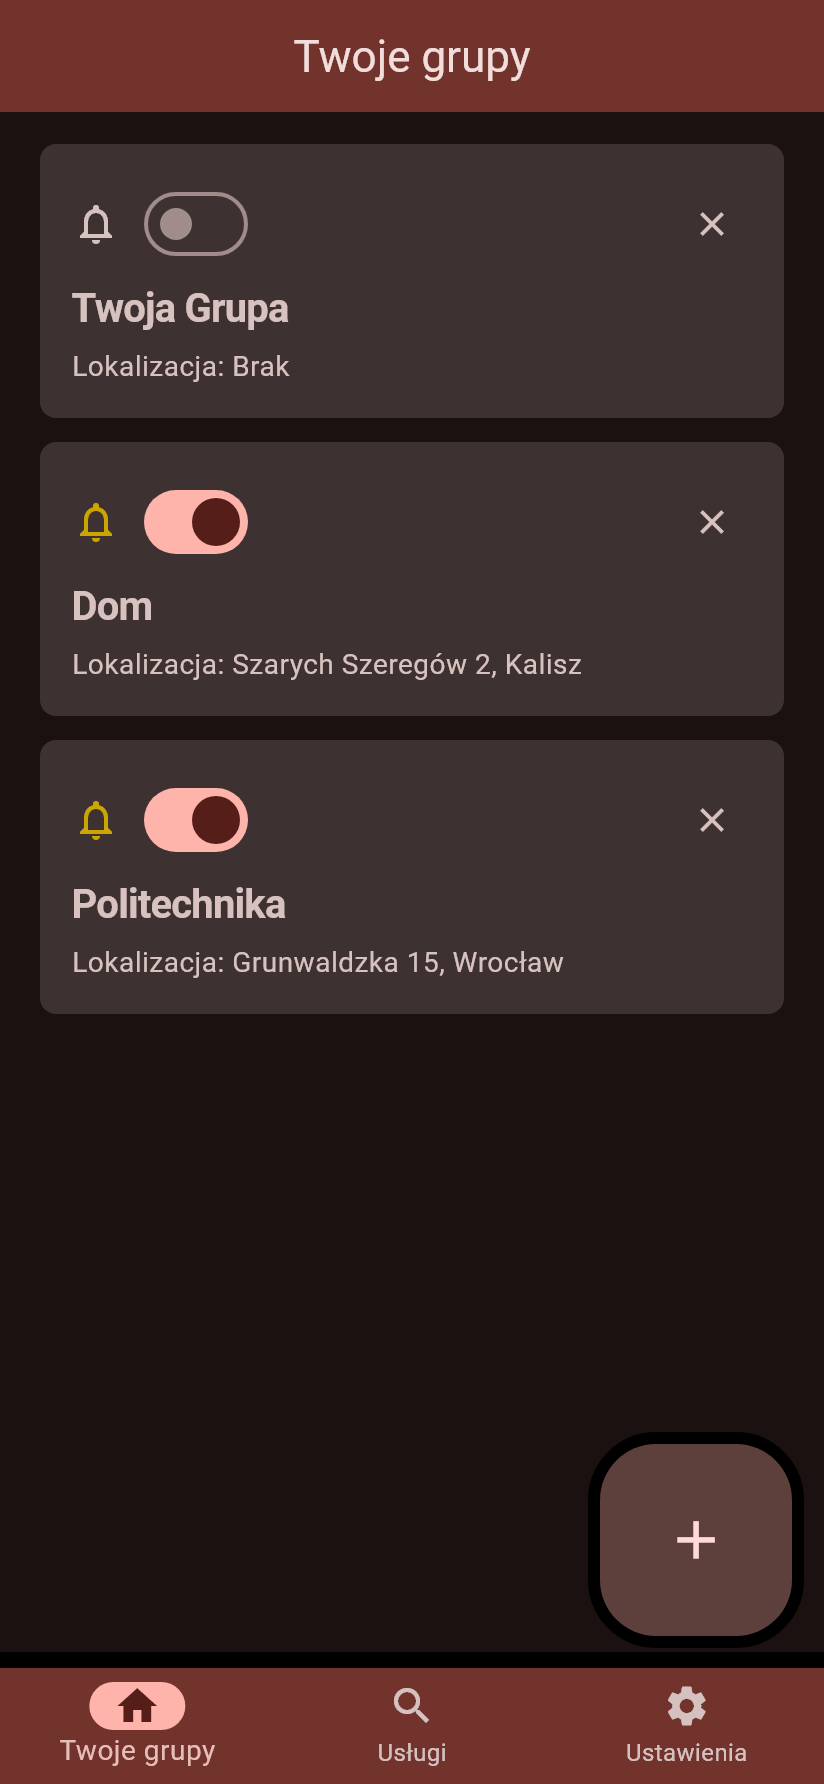 Twoje grupy
Twoja Grupa
Lokalizacja: Brak
Dom
Lokalizacja: Szarych Szeregów 2, Kalisz
Politechnika
Lokalizacja: Grunwaldzka 15, Wrocław
Twoje grupy
Usługi
Ustawienia